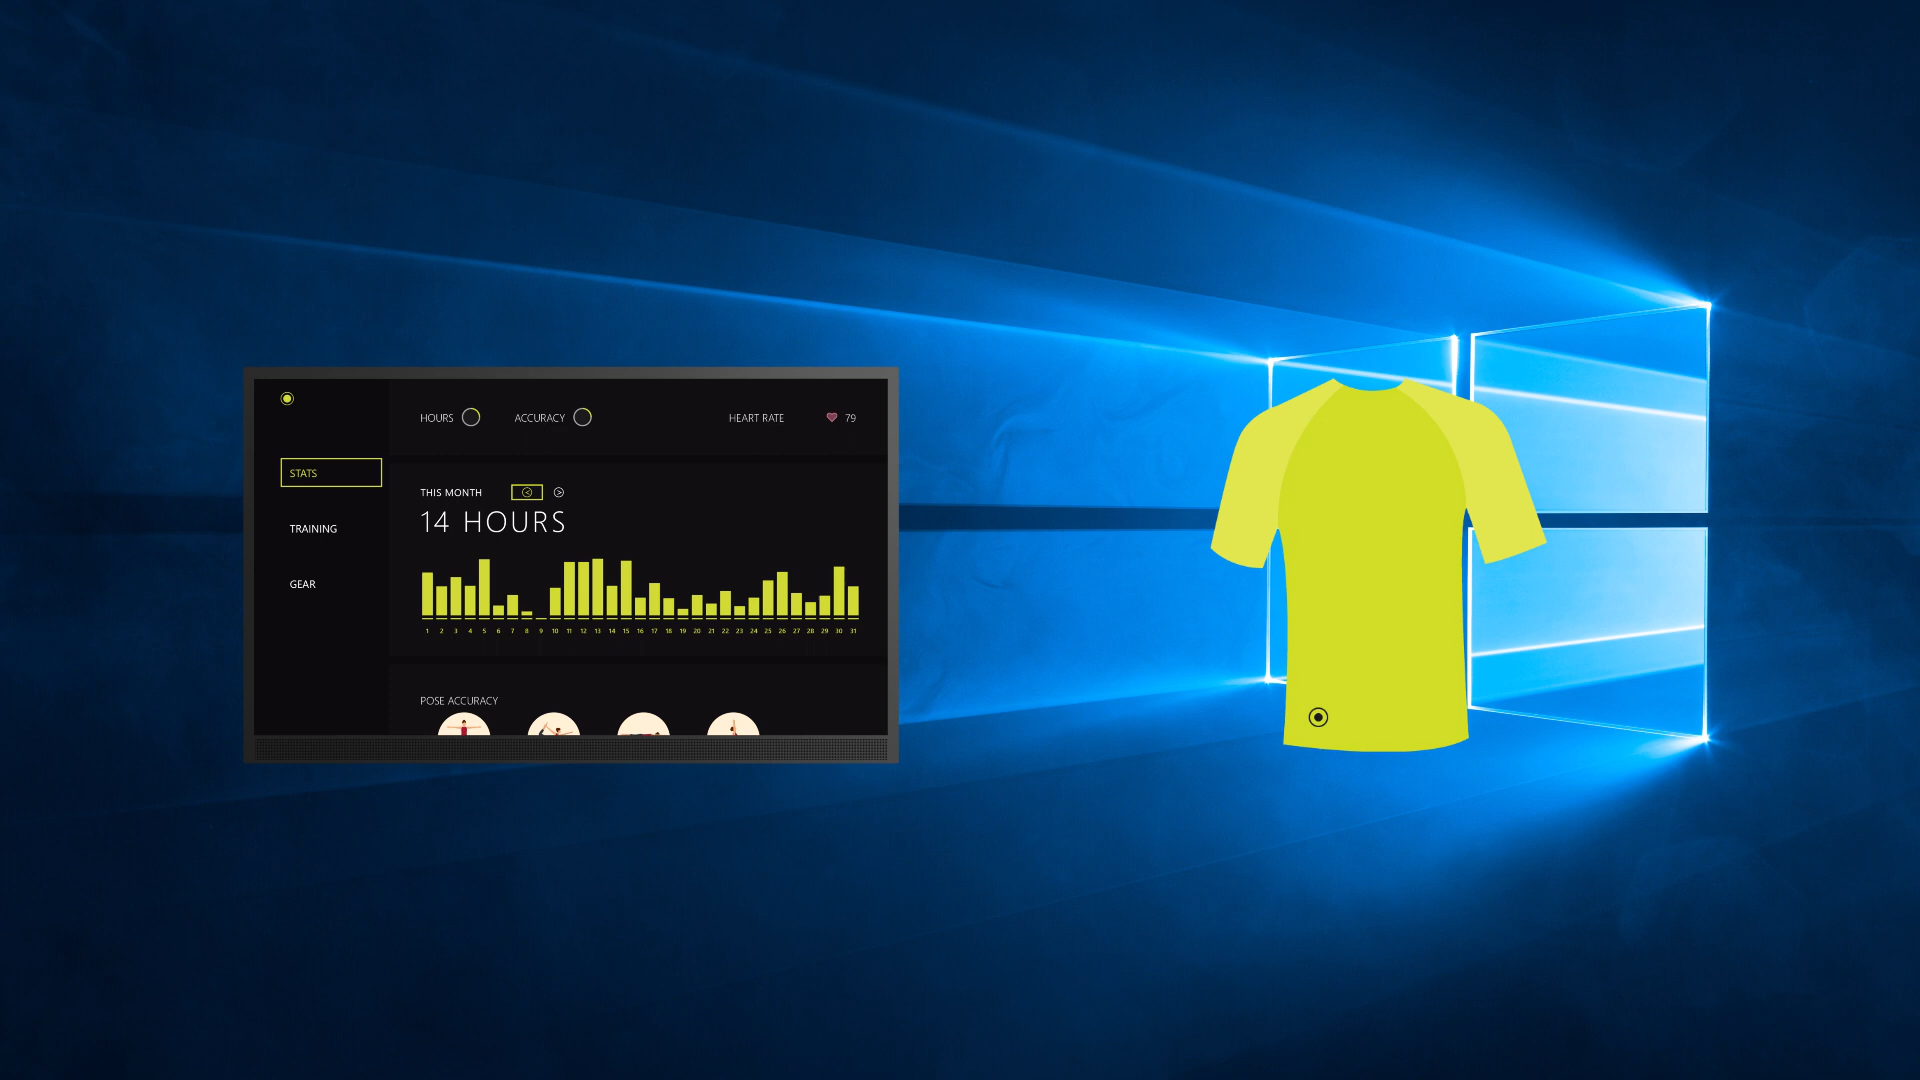 HOURS ACCURACY HEART RATE 79
STATS
TRAINING
GEAR
THIS MONTH
14 HOURS
1 2 3 4 5 6 7 8 9 10 11 12 13 14 15 16 17 18 19 20 21 22 23 24 25 26 27 28 29 30 31
POSE ACCURACY